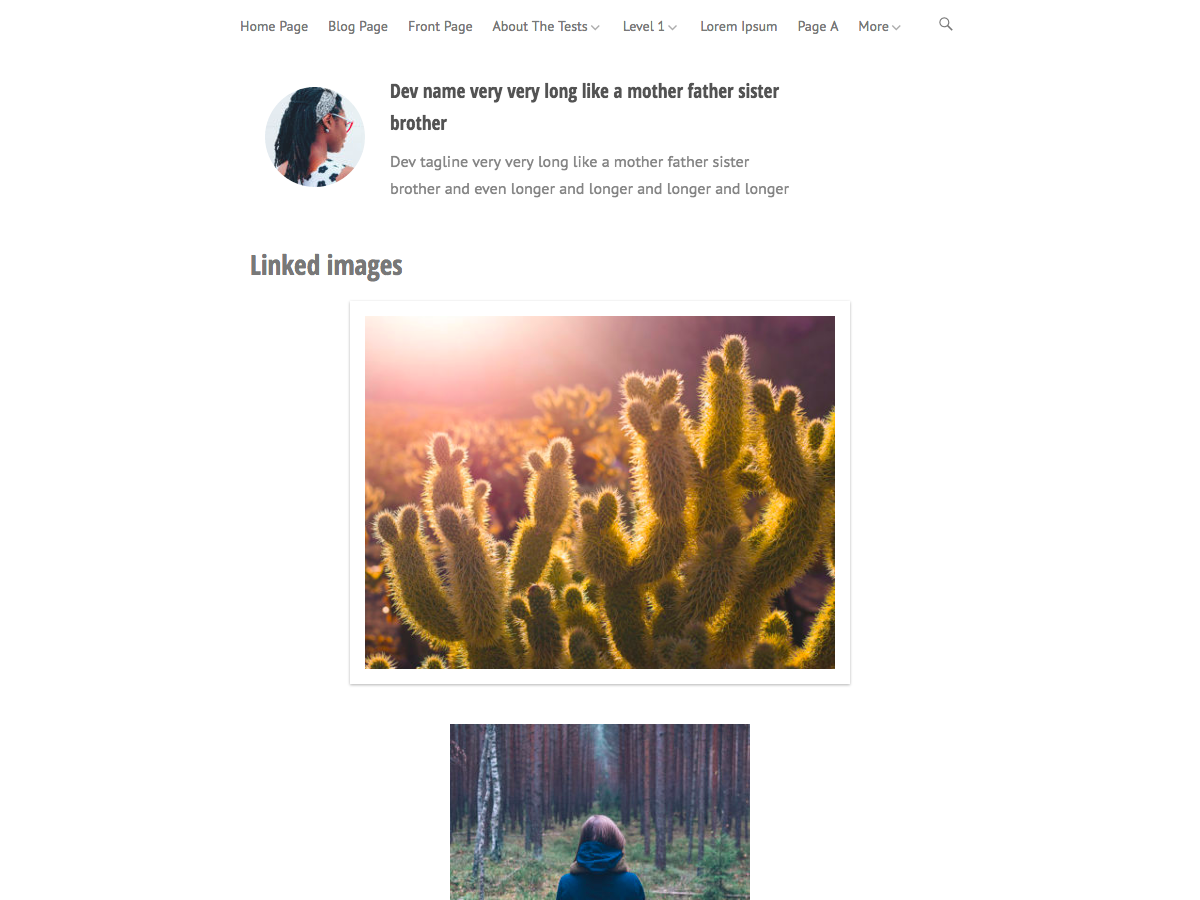 Home Page Blog Page Front Page About The Tests Level 1 Lorem Ipsum Page A More
Dev name very very long like a mother father sister
brother
Dev tagline very very long like a mother father sister
brother and even longer and longer and longer and longer
Linked images